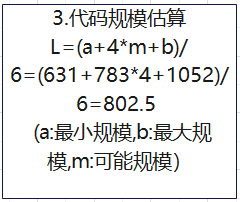 3.代码规模估算
L=(a+4*m+b)/
6=(631+783*4+1052)/
6=802.5
(a:最小规模,b:最大规
模,m:可能规模)